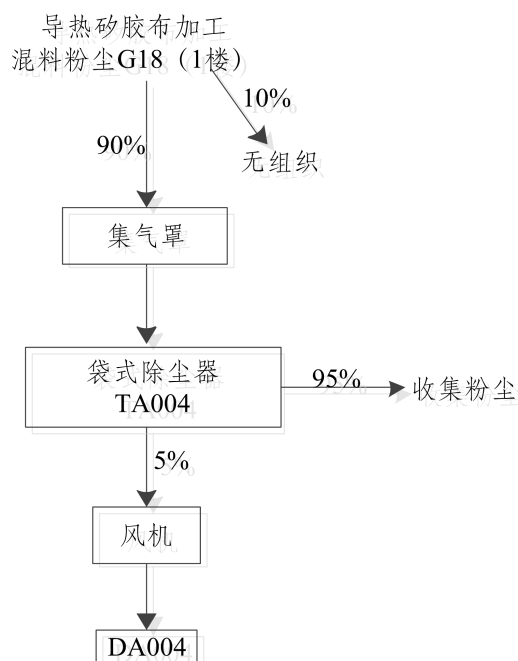 导热矽胶布加工
混料粉尘G18（1楼）
10%
90%
无组织
集气罩
袋式除尘器
TA004
95%
收集粉尘
5%
风机
DA004